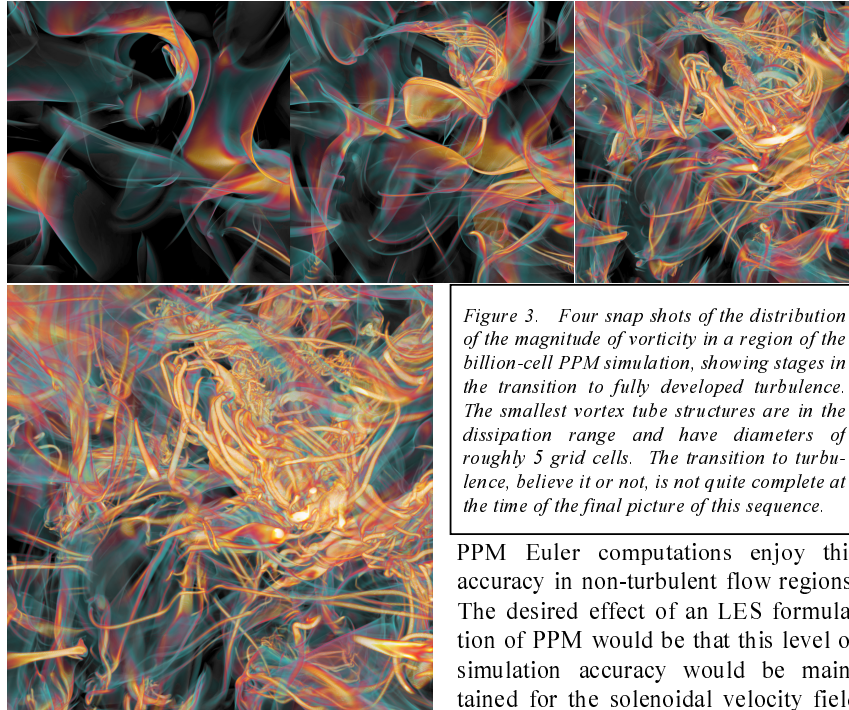 Figure 3. Four snap shots of the distribution
of the magnitude of vorticity in a region of the
billion-cell PPM simulation, showing stages in
the transition to fully developed turbulence.
The smallest vortex tube structures are in the
dissipation range and have diameters of
roughly 5 grid cells. The transition to turbu-
lence, believe it or not, is not quite complete at
the time of the final picture of this sequence.
PPM Euler computations enjoy thi
accuracy in non-turbulent flow regions
The desired effect of an LES formula
tion of PPM would be that this level o
simulation accuracy would be main
tained for the solenoidal velocity field